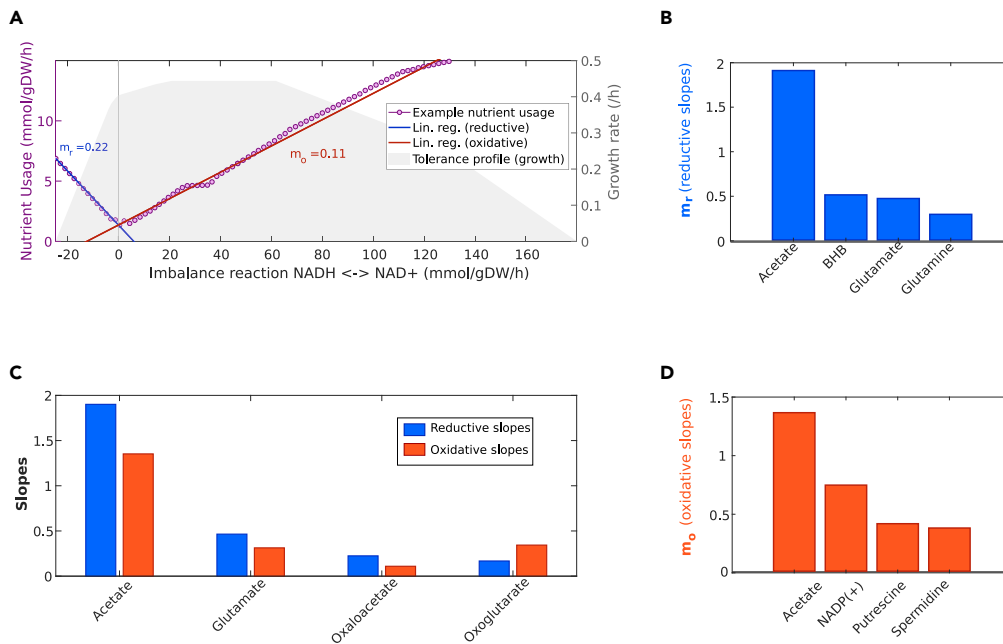 A
Nutrient Usage (mmol/gDW/h)
10
5
0
-20 0 20 40 60 80 100 120 140 160
Imbalance reaction NADH <-> NAD+ (mmol/gDW/h)
0.5
0.4
0.3
0.2
0.1
0
Growth rate (/h)
m_r =0.22
m_o =0.11
Example nutrient usage
Lin. reg. (reductive)
Lin. reg. (oxidative)
Tolerance profile (growth)
B
m_r (reductive slopes)
2
1.5
1
0.5
0
Acetate
BHB
Glutamate
Glutamine
C
Slopes
2
1.5
1
0.5
0
Reductive slopes
Oxidative slopes
Acetate
Glutamate
Oxaloacetate
Oxoglutarate
D
m_o (oxidative slopes)
1.5
1
0.5
0
Acetate
NADP(+)
Putrescine
Spermidine